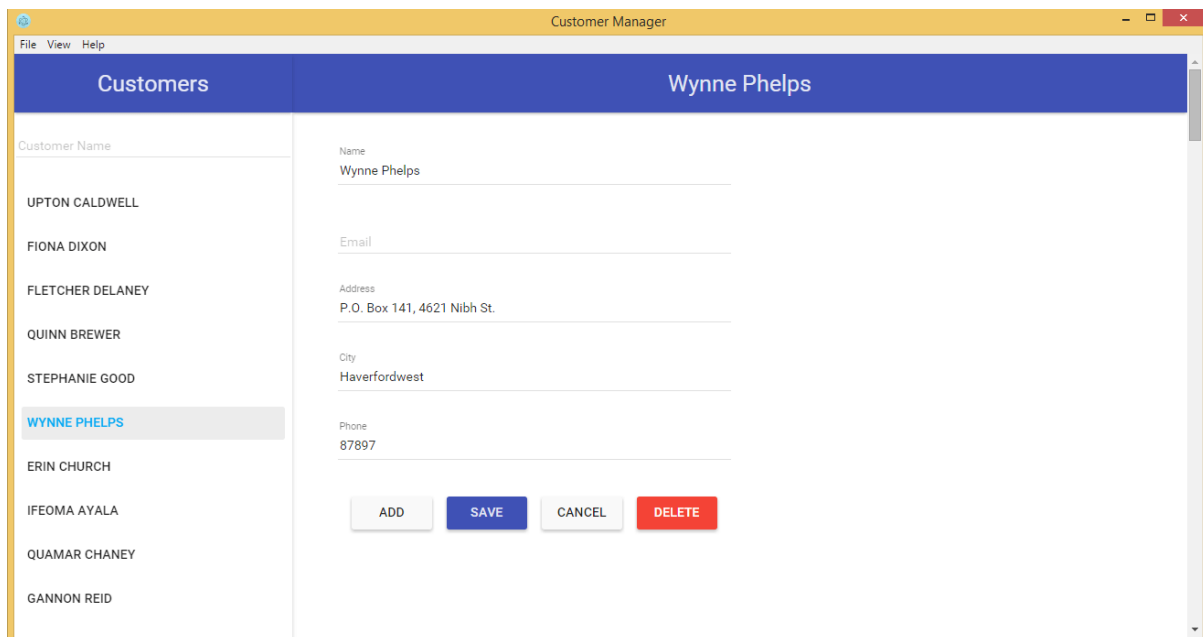 Customer Manager
File View Help
Customers
Wynne Phelps
Customer Name
UPTON CALDWELL
FIONA DIXON
FLETCHER DELANEY
QUINN BREWER
STEPHANIE GOOD
WYNNE PHELPS
ERIN CHURCH
IFEOMA AYALA
QUAMAR CHANEY
GANNON REID
Name
Wynne Phelps
Email
Address
P.O. Box 141, 4621 Nibh St.
City
Haverfordwest
Phone
87897
ADD SAVE CANCEL DELETE